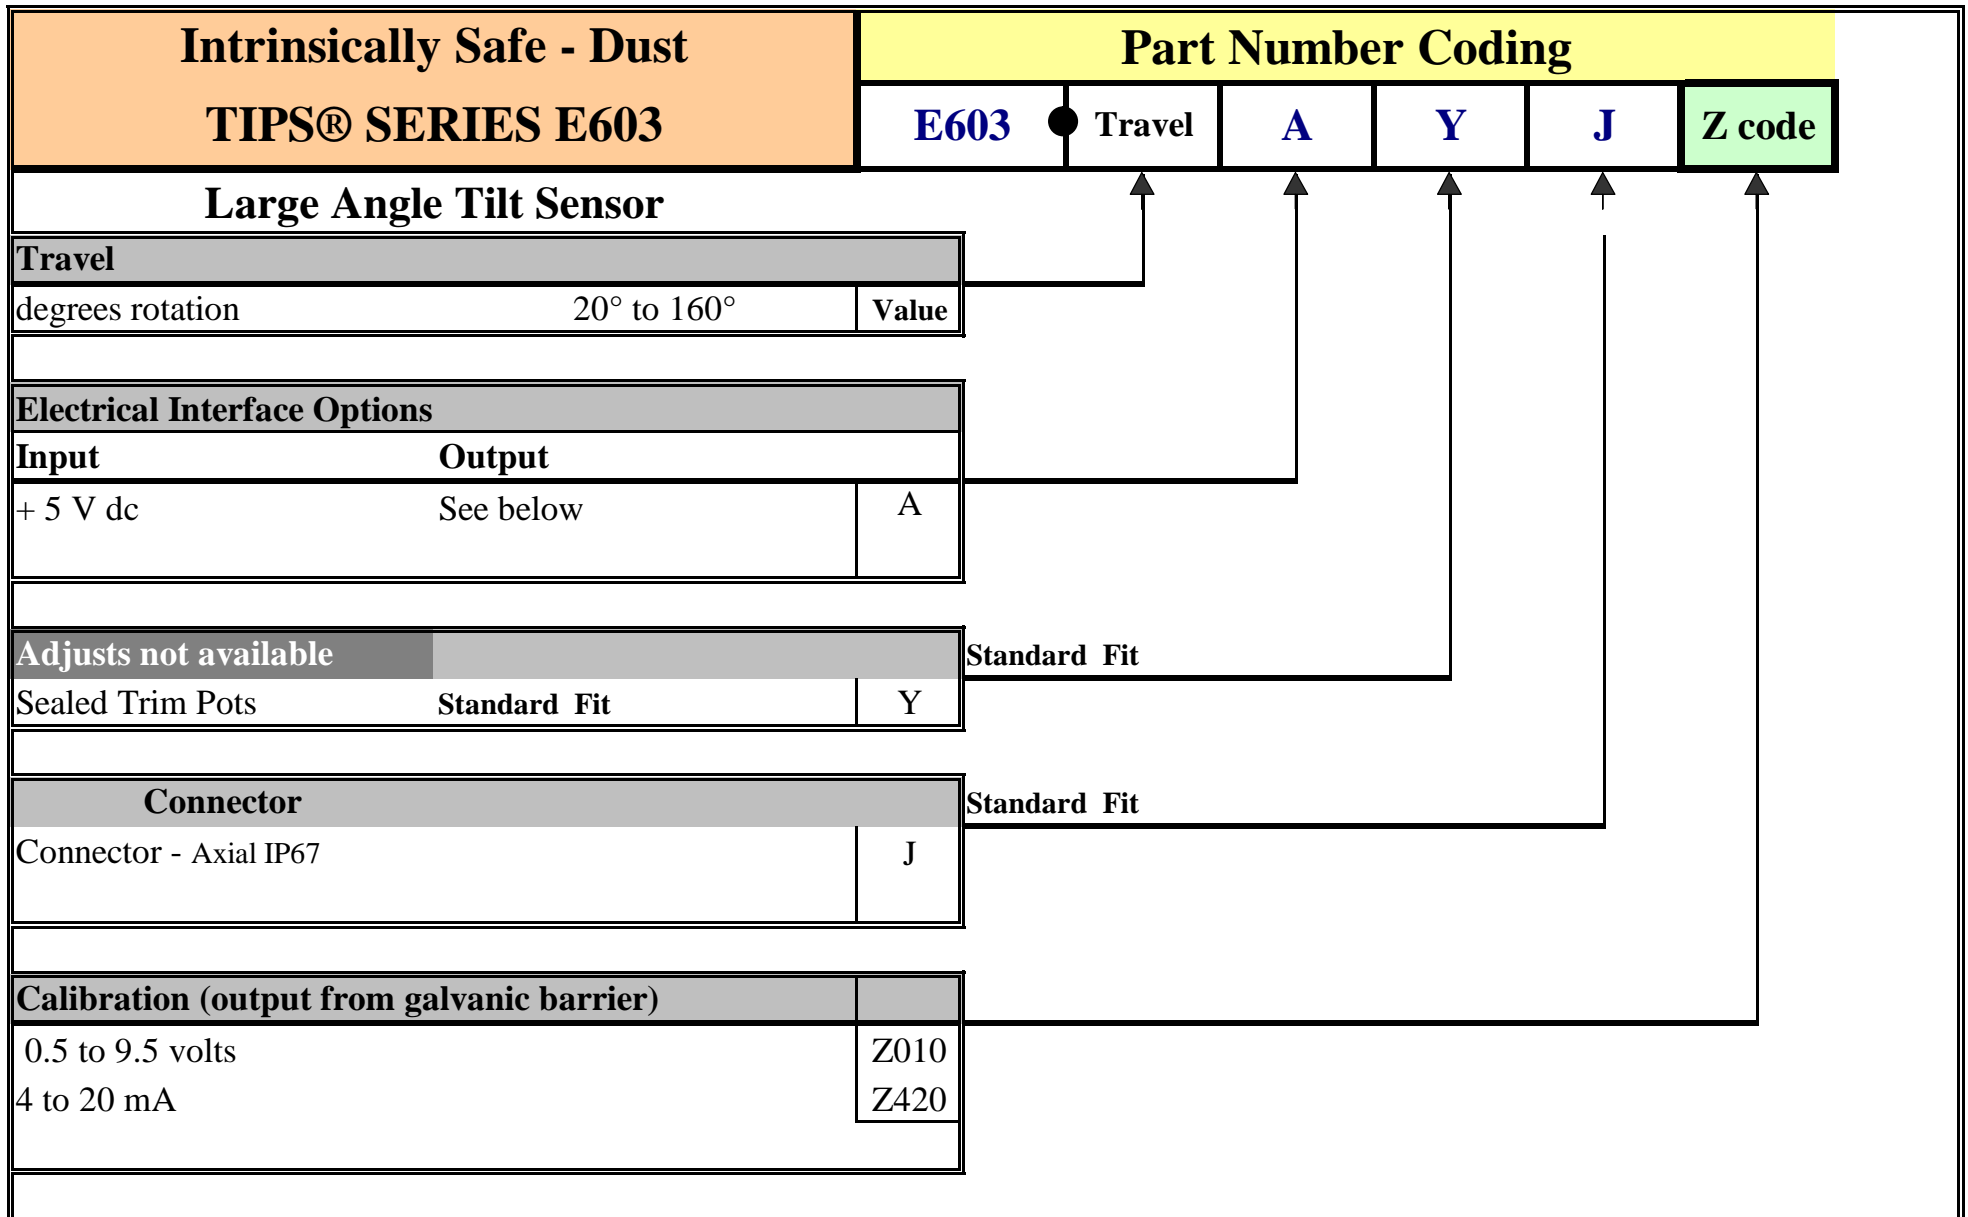 Intrinsically Safe - Dust
Part Number Coding
TIPS® SERIES E603
E603 ● Travel A Y J Z code
Large Angle Tilt Sensor
Travel
degrees rotation 20° to 160° Value
Electrical Interface Options
Input Output
+ 5 V dc See below A
Adjusts not available Standard Fit
Sealed Trim Pots Standard Fit Y
Connector Standard Fit
Connector - Axial IP67 J
Calibration (output from galvanic barrier)
0.5 to 9.5 volts Z010
4 to 20 mA Z420